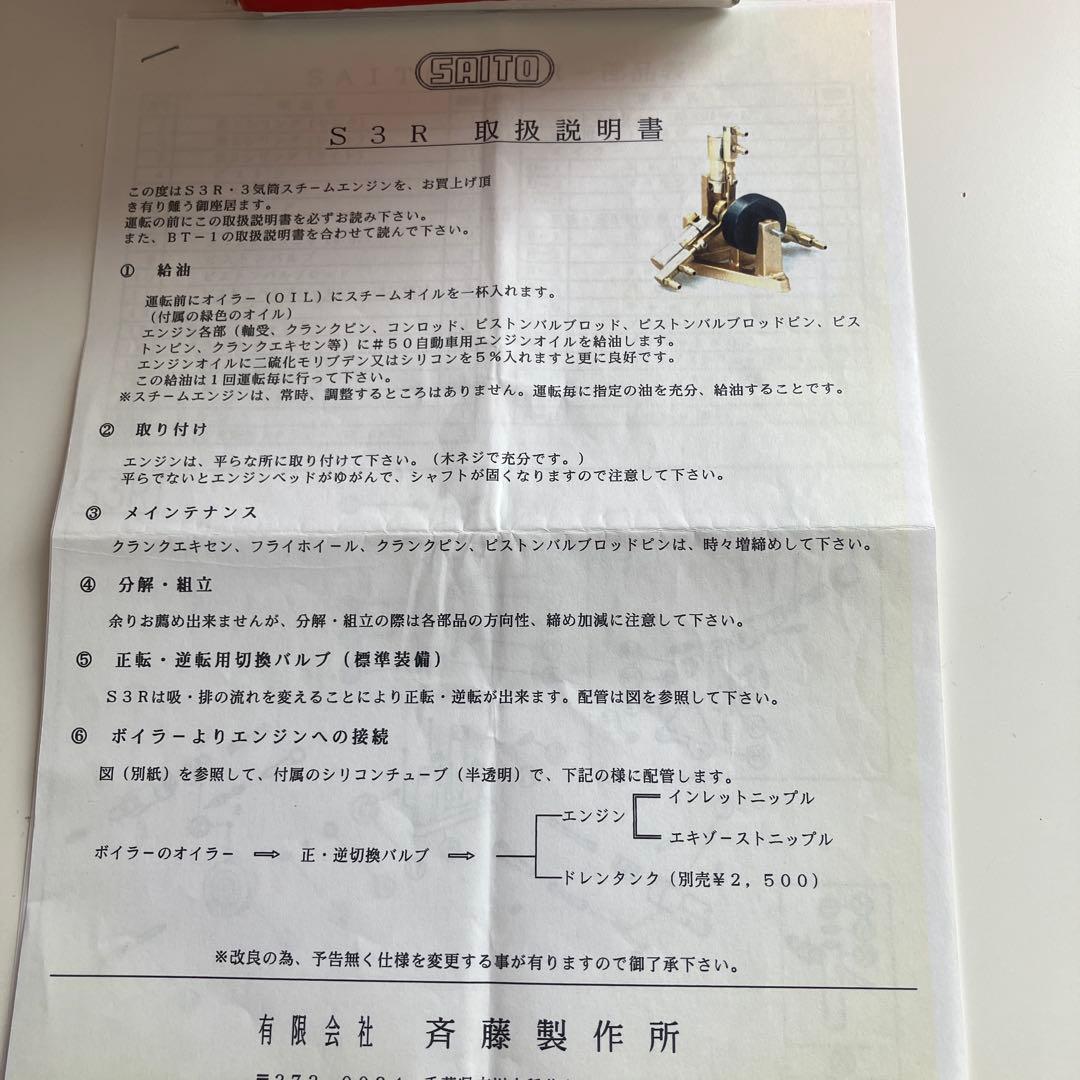 SAITO
S3R 取扱説明書
この度はS3R・3気筒スチームエンジンを、お買上げ頂
き有り難う御座居ます。
運転の前にこの取扱説明書を必ずお読み下さい。
また、BT-1の取扱説明書を合わせて読んで下さい。
① 給油
運転前にオイラー(OIL)にスチームオイルを一杯入れます。
(付属の緑色のオイル)
エンジン各部(軸受、クランクピン、コンロッド、ピストンバルブロッド、ピストンバルブロッドピン、ピス
トンピン、クランクエキセン等)に#50自動車用エンジンオイルを給油します。
エンジンオイルに二硫化モリブデン又はシリコンを5%入れますと更に良好です。
この給油は1回運転毎に行って下さい。
※スチームエンジンは、常時、調整するところはありません。運転毎に指定の油を充分、給油することです。
② 取り付け
エンジンは、平らな所に取り付けて下さい。(木ネジで充分です。)
平らでないとエンジンベッドがゆがんで、シャフトが固くなりますので注意して下さい。
③ メインテナンス
クランクエキセン、フライホイール、クランクピン、ピストンバルブロッドピンは、時々増締めして下さい。
④ 分解・組立
余りお薦め出来ませんが、分解・組立の際は各部品の方向性、締め加減に注意して下さい。
⑤ 正転・逆転用切換バルブ(標準装備)
S3Rは吸・排の流れを変えることにより正転・逆転が出来ます。配管は図を参照して下さい。
⑥ ボイラーよりエンジンへの接続
図(別紙)を参照して、付属のシリコンチューブ(半透明)で、下記の様に配管します。
インレットニップル
エンジン
エキゾーストニップル
ボイラーのオイラー ⇒ 正・逆切換バルブ ⇒
ドレンタンク(別売¥2,500)
※改良の為、予告無く仕様を変更する事が有りますので御了承下さい。
有限会社 斉藤製作所